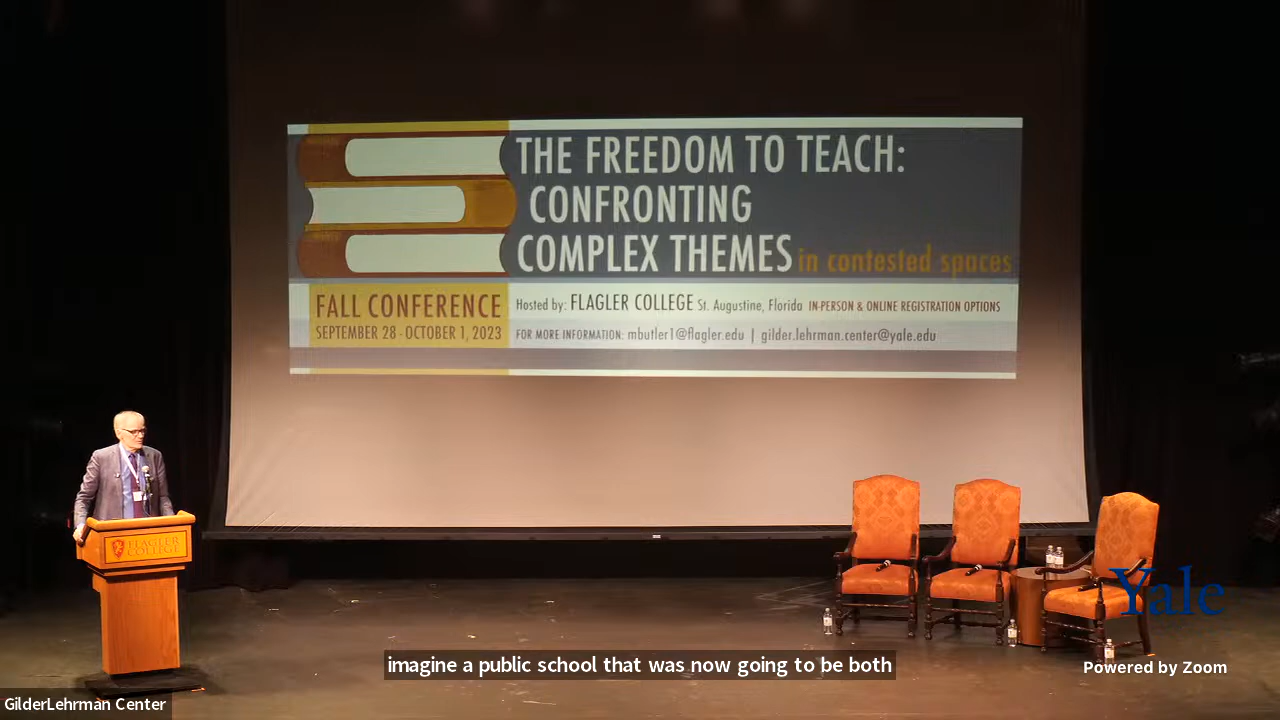 THE FREEDOM TO TEACH:
CONFRONTING
COMPLEX THEMES in contested spaces
FALL CONFERENCE
SEPTEMBER 28 - OCTOBER 1, 2023
Hosted by: FLAGLER COLLEGE St. Augustine, Florida IN-PERSON & ONLINE REGISTRATION OPTIONS
FOR MORE INFORMATION: mbutler1@flagler.edu | gilder.lehrman.center@yale.edu
FLAGLER
COLLEGE
Yale
imagine a public school that was now going to be both
Powered by Zoom
GilderLehrman Center